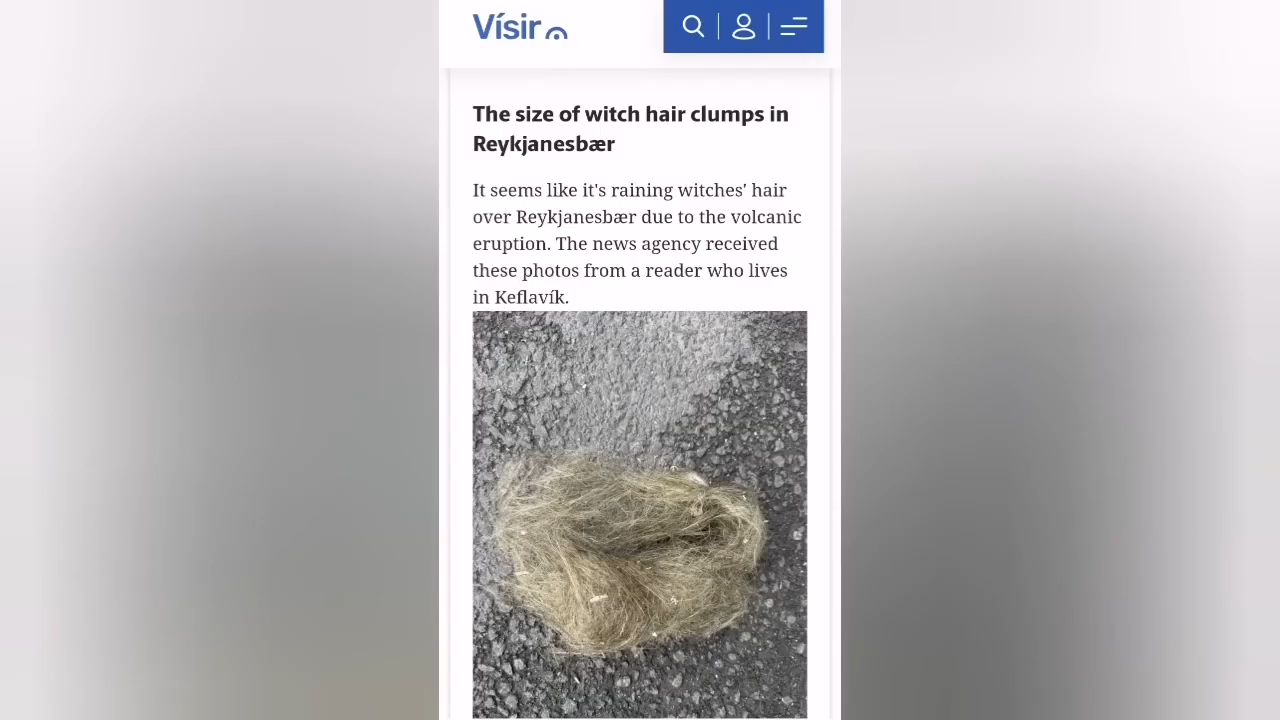 Vísir
The size of witch hair clumps in
Reykjanesbær
It seems like it's raining witches' hair
over Reykjanesbær due to the volcanic
eruption. The news agency received
these photos from a reader who lives
in Keflavík.